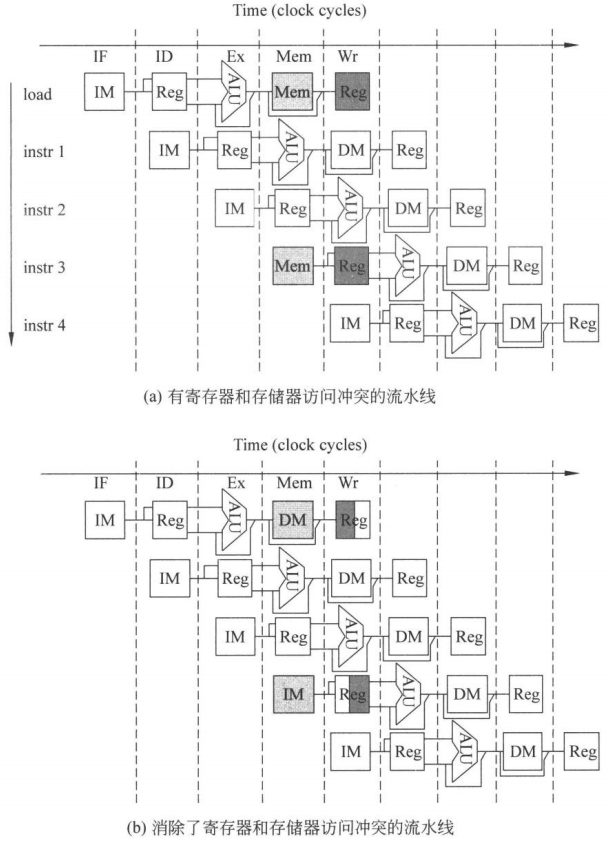 Time (clock cycles)
IF ID Ex Mem Wr
load IM Reg ALU Mem Reg
instr 1 IM Reg ALU DM Reg
instr 2 IM Reg ALU DM Reg
instr 3 Mem Reg ALU DM Reg
instr 4 IM Reg ALU DM Reg
(a) 有寄存器和存储器访问冲突的流水线
Time (clock cycles)
IF ID Ex Mem Wr
IM Reg ALU DM Reg
IM Reg ALU DM Reg
IM Reg ALU DM Reg
IM Reg ALU DM Reg
IM Reg ALU DM Reg
(b) 消除了寄存器和存储器访问冲突的流水线